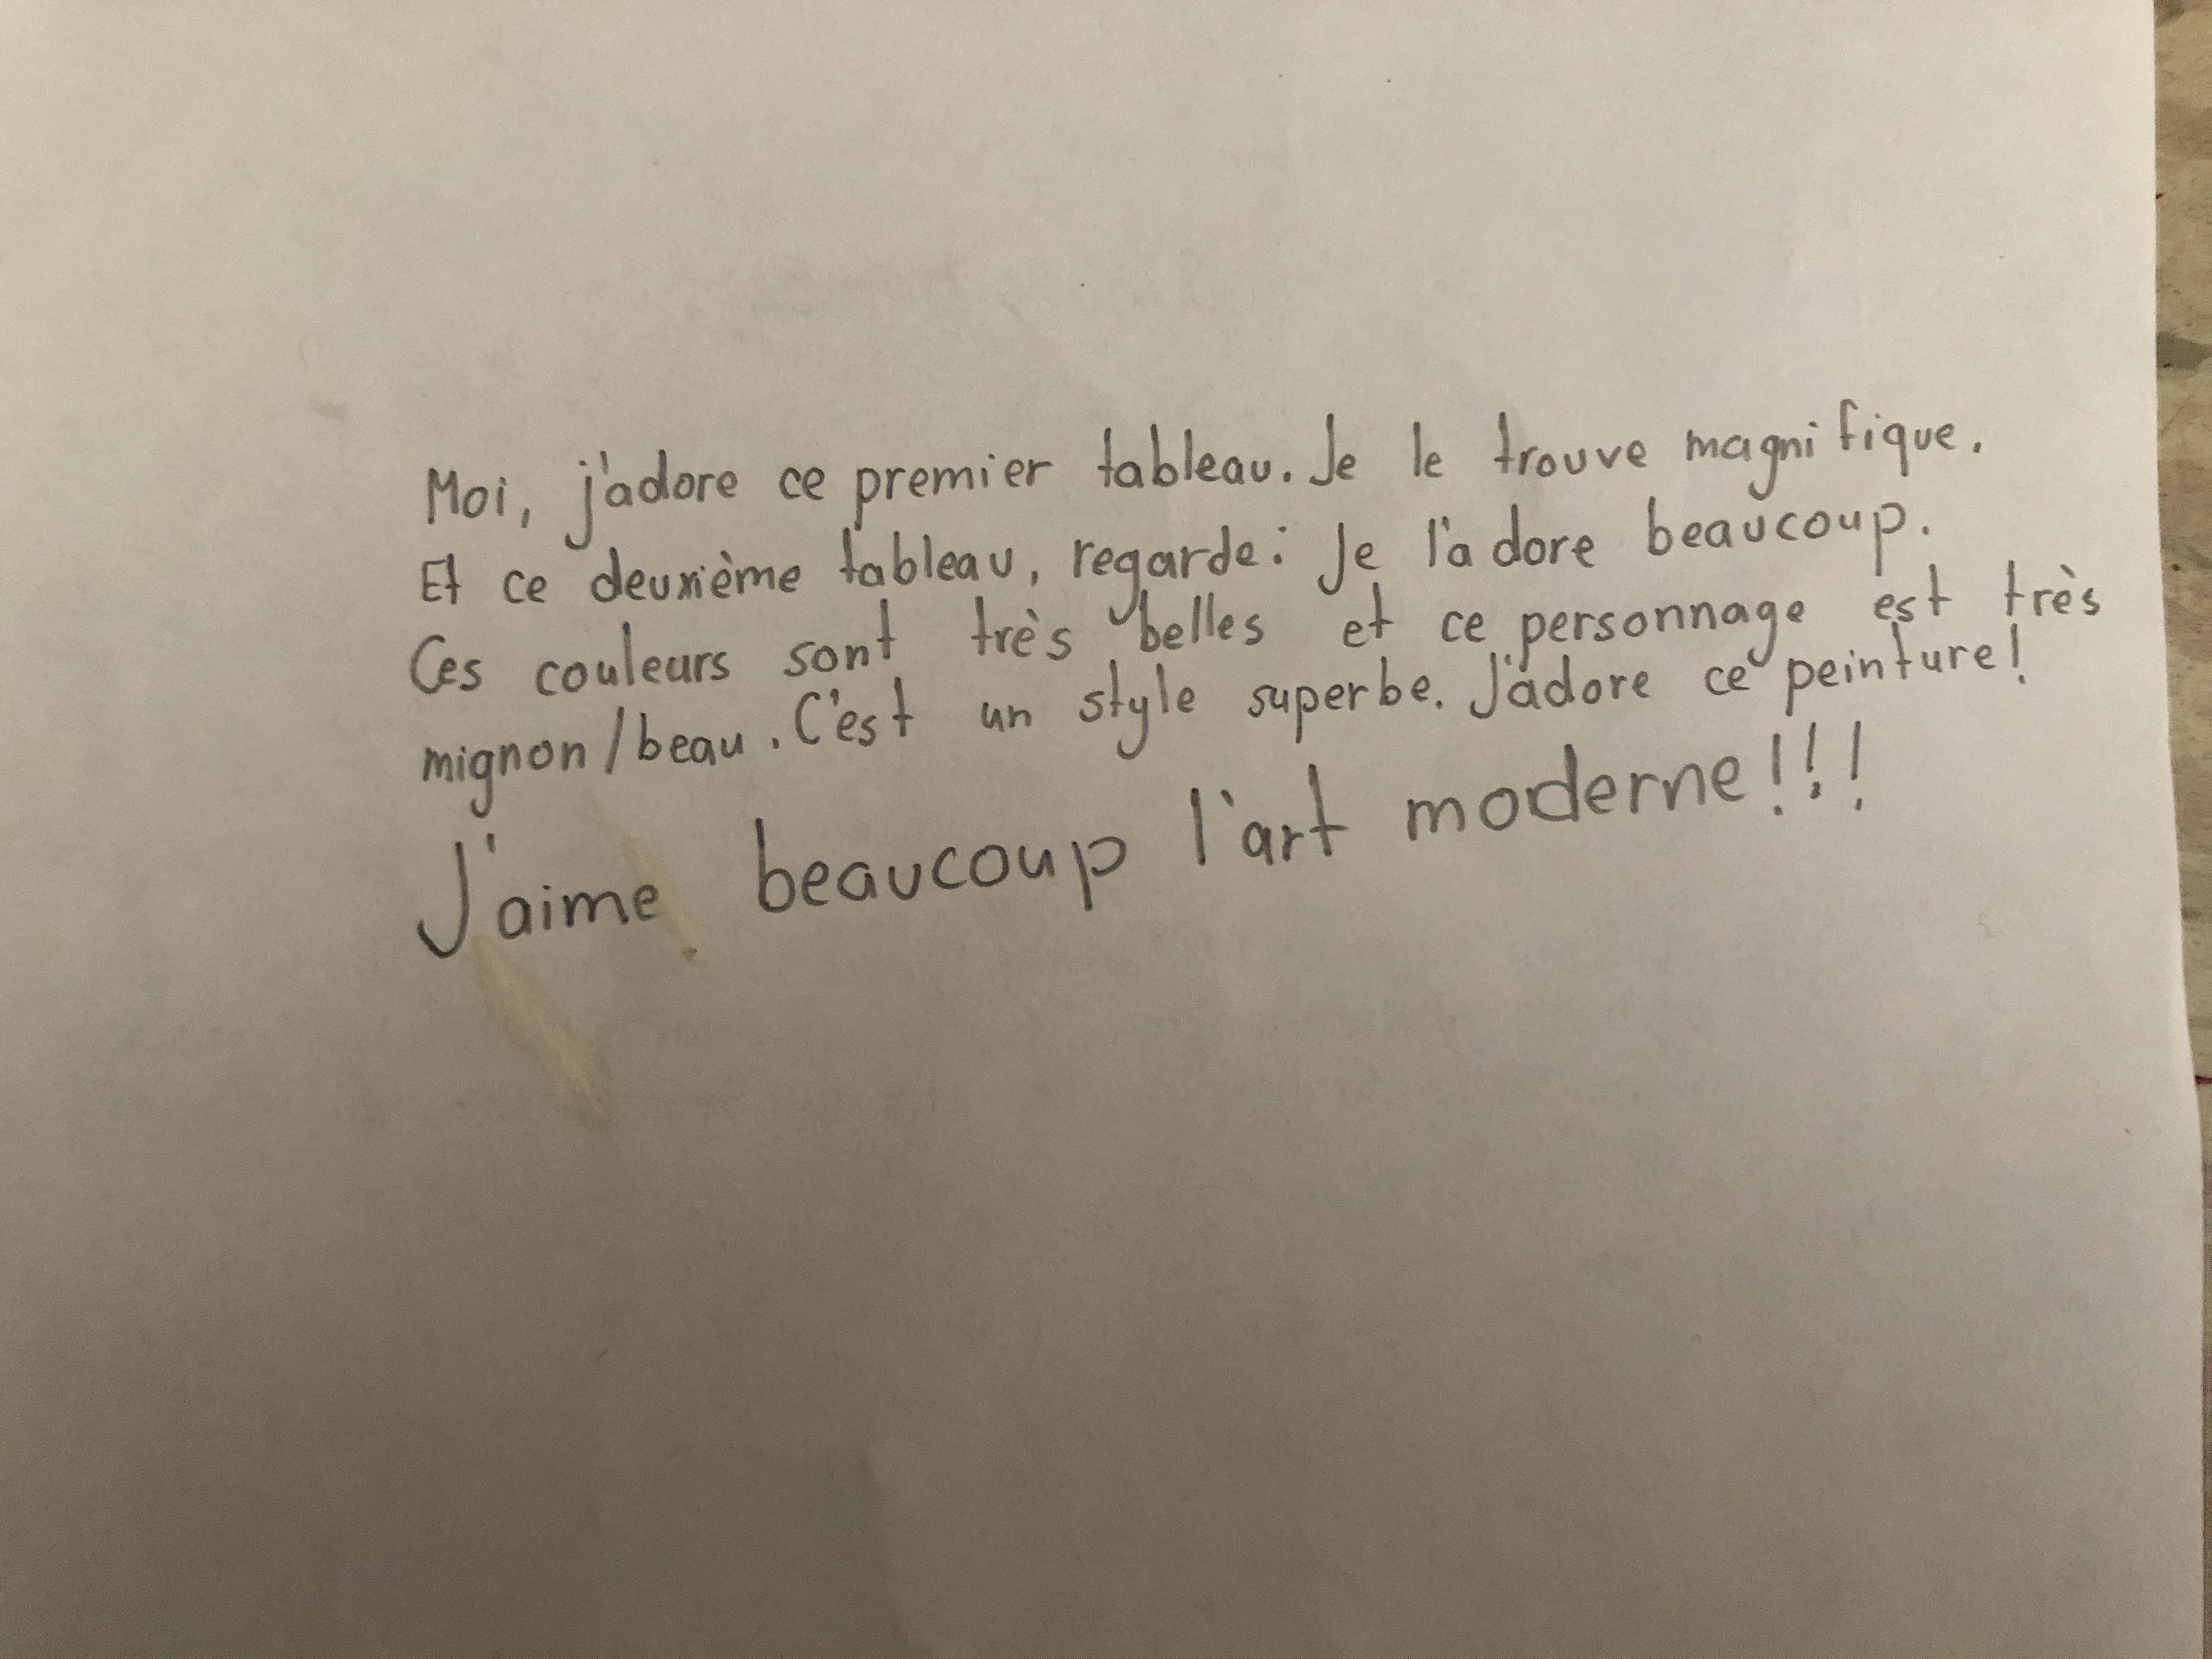 Moi, j'adore ce premier tableau. Je le trouve magnifique.
Et ce deuxième tableau, regarde: Je l'adore beaucoup.
Ces couleurs sont très belles et ce personnage est très
mignon/beau. C'est un style superbe. J'adore ce peinture!
J'aime beaucoup l'art moderne!!!